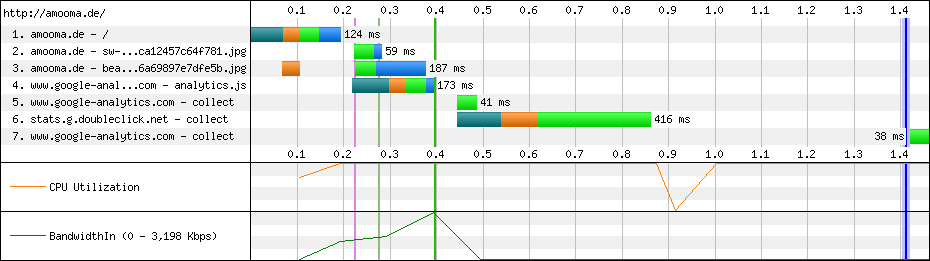 http://amooma.de/
0.1 0.2 0.3 0.4 0.5 0.6 0.7 0.8 0.9 1.0 1.1 1.2 1.3 1.4
1. amooma.de - / 124 ms
2. amooma.de - sw-...ca12457c64f781.jpg 59 ms
3. amooma.de - bea...6a69897e7dfe5b.jpg 187 ms
4. www.google-anal...com - analytics.js 173 ms
5. www.google-analytics.com - collect 41 ms
6. stats.g.doubleclick.net - collect 416 ms
7. www.google-analytics.com - collect 38 ms
0.1 0.2 0.3 0.4 0.5 0.6 0.7 0.8 0.9 1.0 1.1 1.2 1.3 1.4
CPU Utilization
BandwidthIn (0 - 3,198 Kbps)